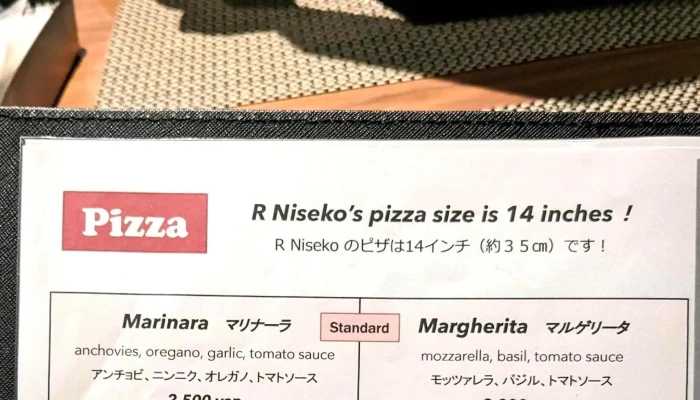 Pizza
R Niseko's pizza size is 14 inches !
R Niseko のピザは14インチ（約３５㎝）です！
Marinara マリナーラ
anchovies, oregano, garlic, tomato sauce
アンチョビ、ニンニク、オレガノ、トマトソース
Standard
Margherita マルゲリータ
mozzarella, basil, tomato sauce
モッツァレラ、バジル、トマトソース